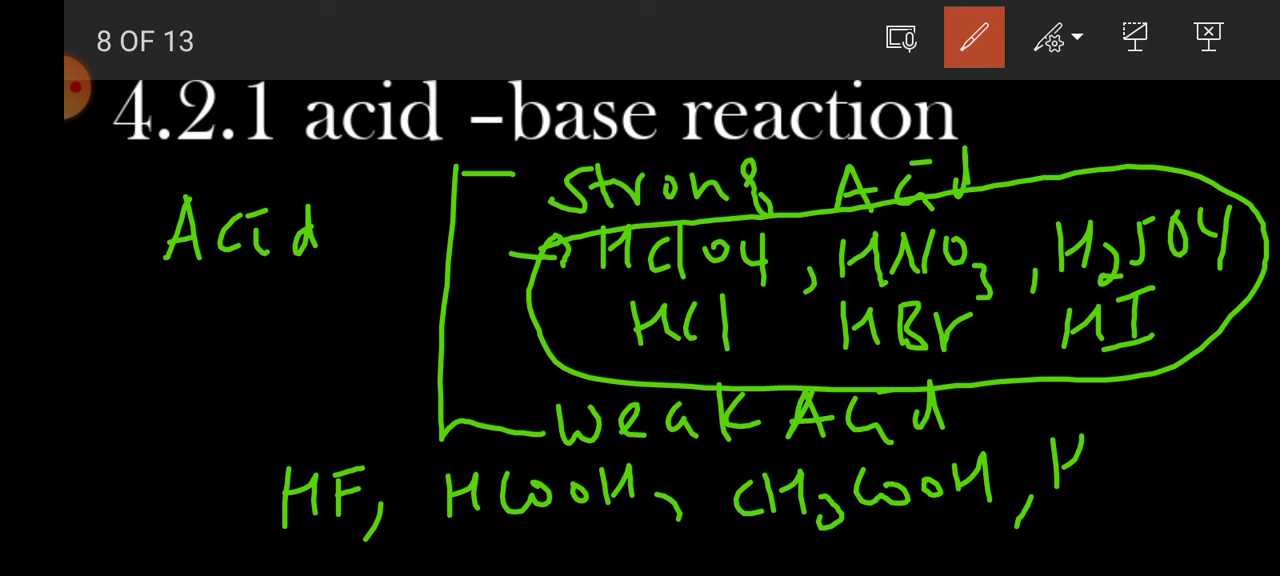 8 OF 13
4.2.1 acid –base reaction
Strong Acid
Acid
HClO4, HNO3, H2SO4
HCl HBr HI
Weak Acid
HF, HCOOH, CH3COOH, H